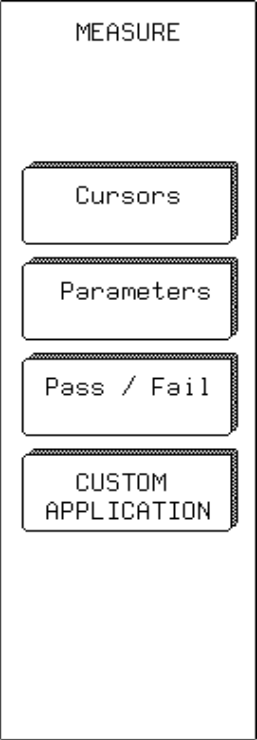 MEASURE
Cursors
Parameters
Pass / Fail
CUSTOM
APPLICATION